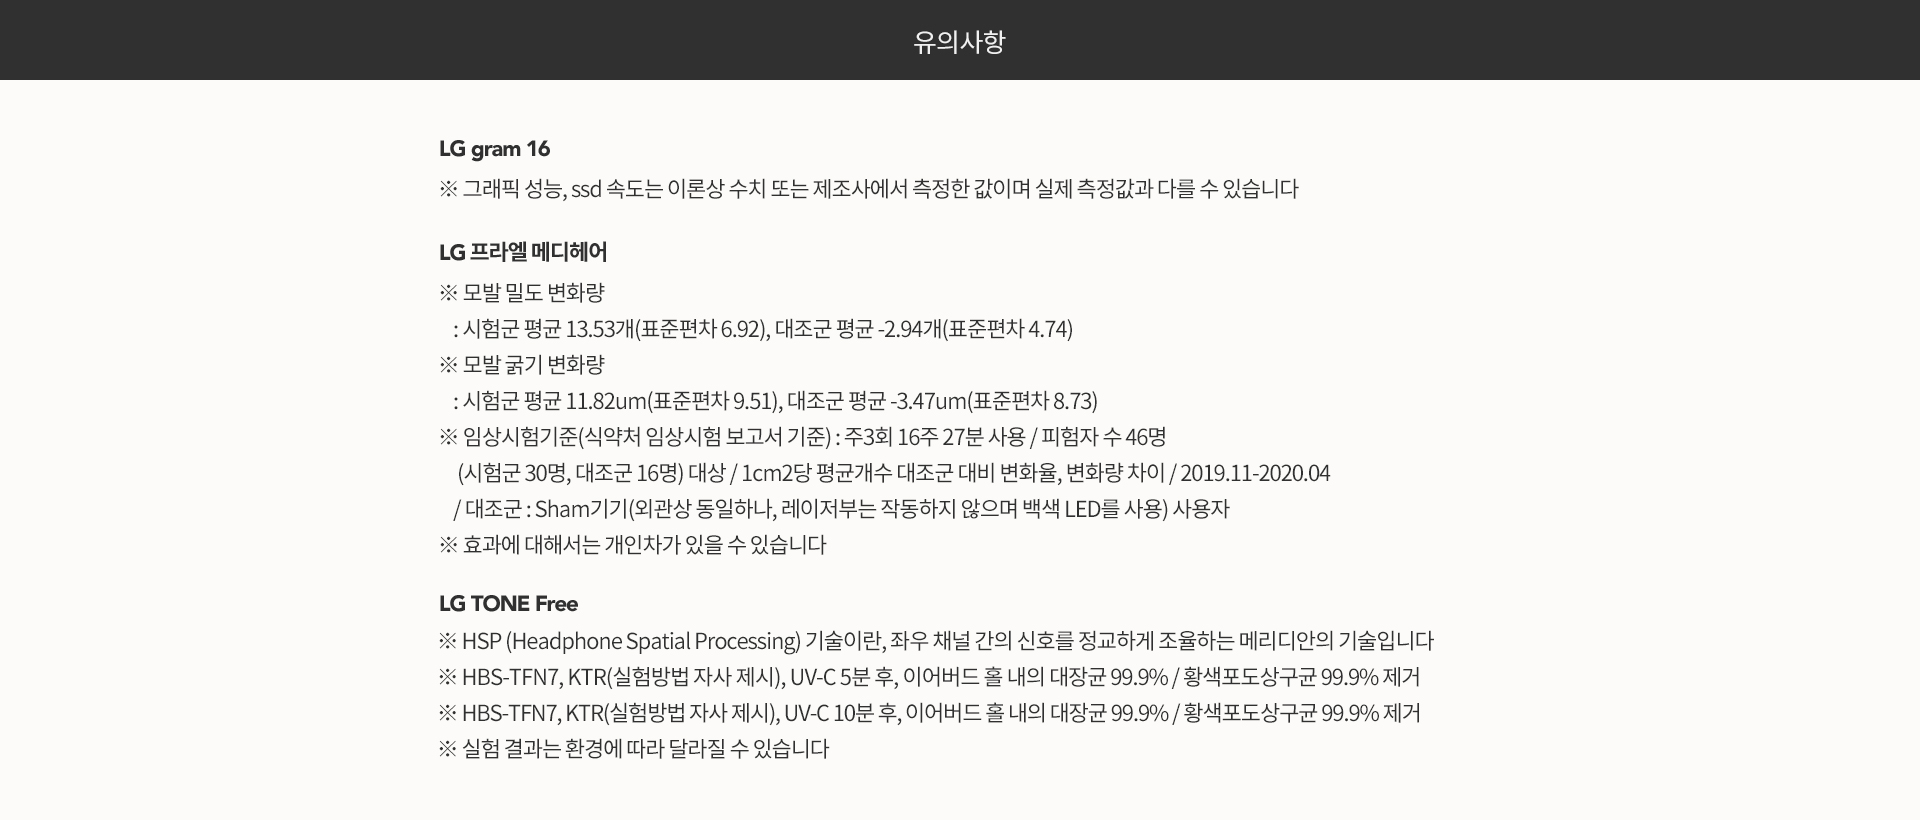 유의사항
LG gram 16
※ 그래픽 성능, ssd 속도는 이론상 수치 또는 제조사에서 측정한 값이며 실제 측정값과 다를 수 있습니다
LG 프라엘 메디헤어
※ 모발 밀도 변화량
: 시험군 평균 13.53개(표준편차 6.92), 대조군 평균 -2.94개(표준편차 4.74)
※ 모발 굵기 변화량
: 시험군 평균 11.82um(표준편차 9.51), 대조군 평균 -3.47um(표준편차 8.73)
※ 임상시험기준(식약처 임상시험 보고서 기준) : 주3회 16주 27분 사용 / 피험자 수 46명
(시험군 30명, 대조군 16명) 대상 / 1cm2당 평균개수 대조군 대비 변화율, 변화량 차이 / 2019.11-2020.04
/ 대조군 : Sham기기(외관상 동일하나, 레이저부는 작동하지 않으며 백색 LED를 사용) 사용자
※ 효과에 대해서는 개인차가 있을 수 있습니다
LG TONE Free
※ HSP (Headphone Spatial Processing) 기술이란, 좌우 채널 간의 신호를 정교하게 조율하는 메리디안의 기술입니다
※ HBS-TFN7, KTR(실험방법 자사 제시), UV-C 5분 후, 이어버드 홀 내의 대장균 99.9% / 황색포도상구균 99.9% 제거
※ HBS-TFN7, KTR(실험방법 자사 제시), UV-C 10분 후, 이어버드 홀 내의 대장균 99.9% / 황색포도상구균 99.9% 제거
※ 실험 결과는 환경에 따라 달라질 수 있습니다